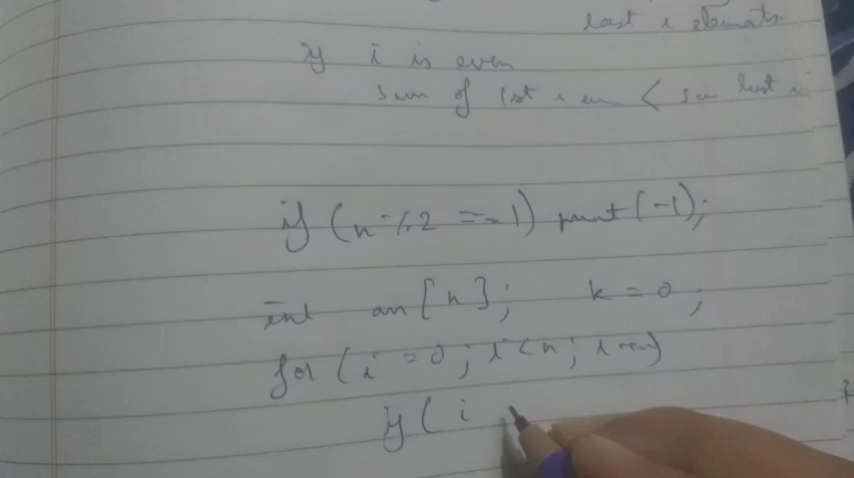 last i elements
if i is even
sum of 1st i em < sum last i
if (n % 2 == 1) print (-1);
int arr[n]; k = 0;
for (i = 0; i < n; i++)
if ( i